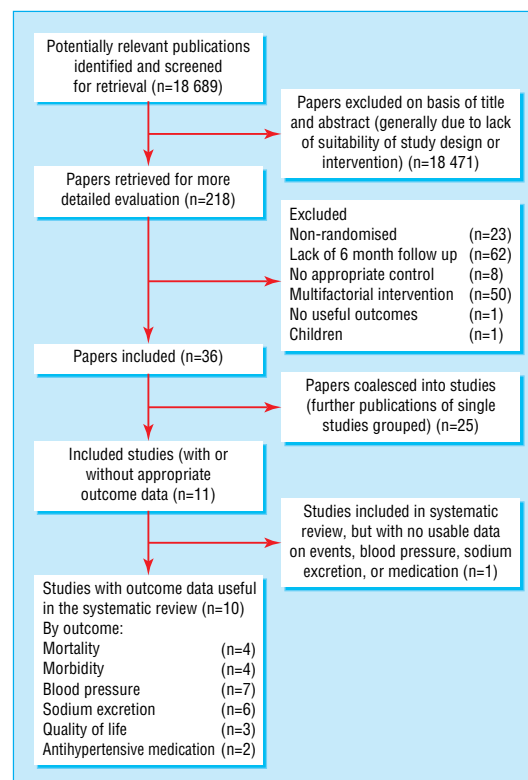 Potentially relevant publications
identified and screened
for retrieval (n=18 689)
Papers excluded on basis of title
and abstract (generally due to lack
of suitability of study design or
intervention) (n=18 471)
Papers retrieved for more
detailed evaluation (n=218)
Excluded
Non-randomised (n=23)
Lack of 6 month follow up (n=62)
No appropriate control (n=8)
Multifactorial intervention (n=50)
No useful outcomes (n=1)
Children (n=1)
Papers included (n=36)
Papers coalesced into studies
(further publications of single
studies grouped) (n=25)
Included studies (with or
without appropriate
outcome data (n=11)
Studies included in systematic
review, but with no usable data
on events, blood pressure, sodium
excretion, or medication (n=1)
Studies with outcome data useful
in the systematic review (n=10)
By outcome:
Mortality (n=4)
Morbidity (n=4)
Blood pressure (n=7)
Sodium excretion (n=6)
Quality of life (n=3)
Antihypertensive medication (n=2)